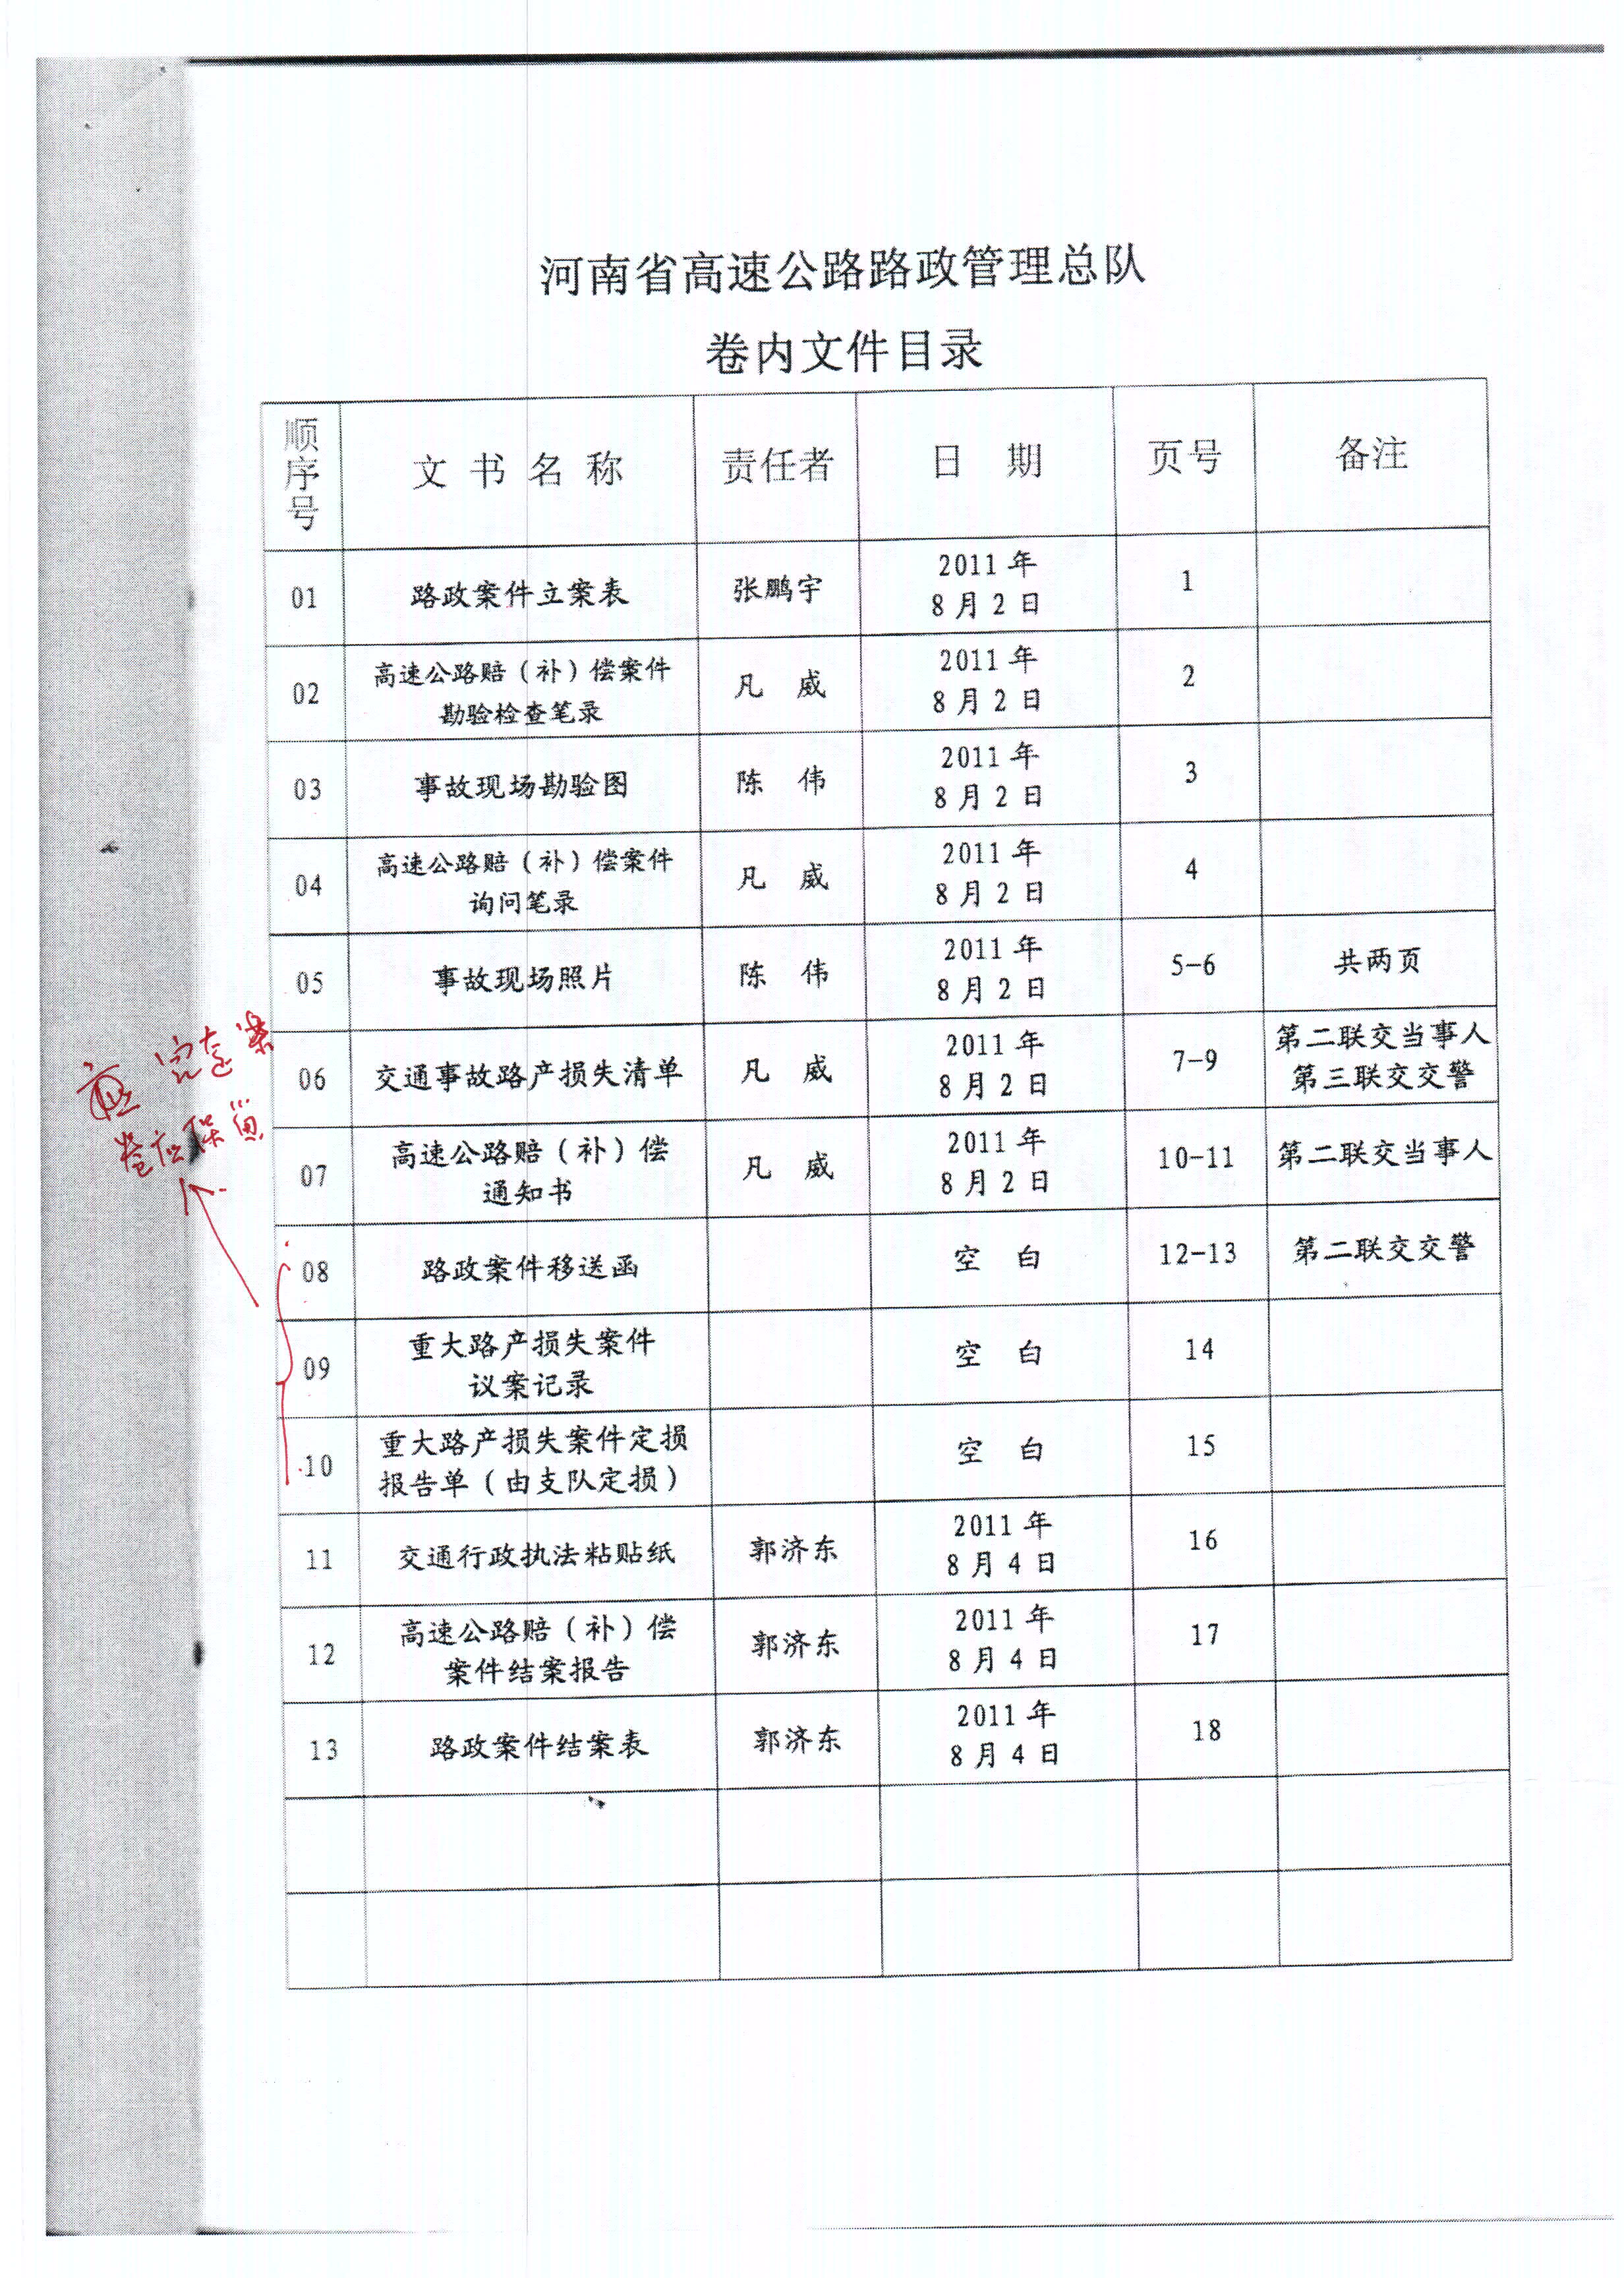 河南省高速公路路政管理总队
卷内文件目录
顺序号 文书名称 责任者 日 期 页号 备注
01 路政案件立案表 张鹏宇 2011年8月2日 1
02 高速公路赔（补）偿案件勘验检查笔录 凡 威 2011年8月2日 2
03 事故现场勘验图 陈 伟 2011年8月2日 3
04 高速公路赔（补）偿案件询问笔录 凡 威 2011年8月2日 4
05 事故现场照片 陈 伟 2011年8月2日 5-6 共两页
06 交通事故路产损失清单 凡 威 2011年8月2日 7-9 第二联交当事人 第三联交交警
07 高速公路赔（补）偿通知书 凡 威 2011年8月2日 10-11 第二联交当事人
08 路政案件移送函 空 白 12-13 第二联交交警
09 重大路产损失案件议案记录 空 白 14
10 重大路产损失案件定损报告单（由支队定损） 空 白 15
11 交通行政执法粘贴纸 郭济东 2011年8月4日 16
12 高速公路赔（补）偿案件结案报告 郭济东 2011年8月4日 17
13 路政案件结案表 郭济东 2011年8月4日 18